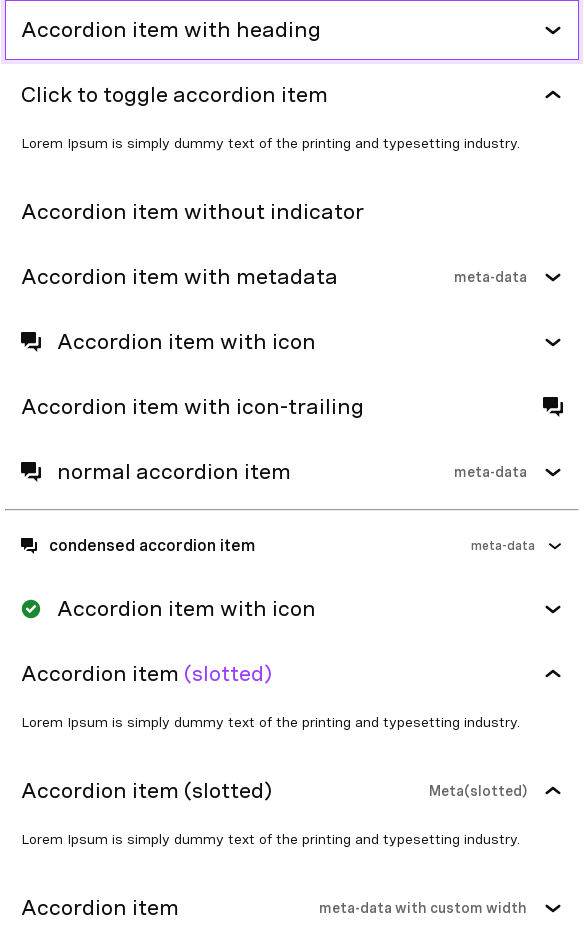 Accordion item with heading
Click to toggle accordion item
Lorem Ipsum is simply dummy text of the printing and typesetting industry.
Accordion item without indicator
Accordion item with metadata meta-data
Accordion item with icon
Accordion item with icon-trailing
normal accordion item meta-data
condensed accordion item meta-data
Accordion item with icon
Accordion item (slotted)
Lorem Ipsum is simply dummy text of the printing and typesetting industry.
Accordion item (slotted) Meta(slotted)
Lorem Ipsum is simply dummy text of the printing and typesetting industry.
Accordion item meta-data with custom width